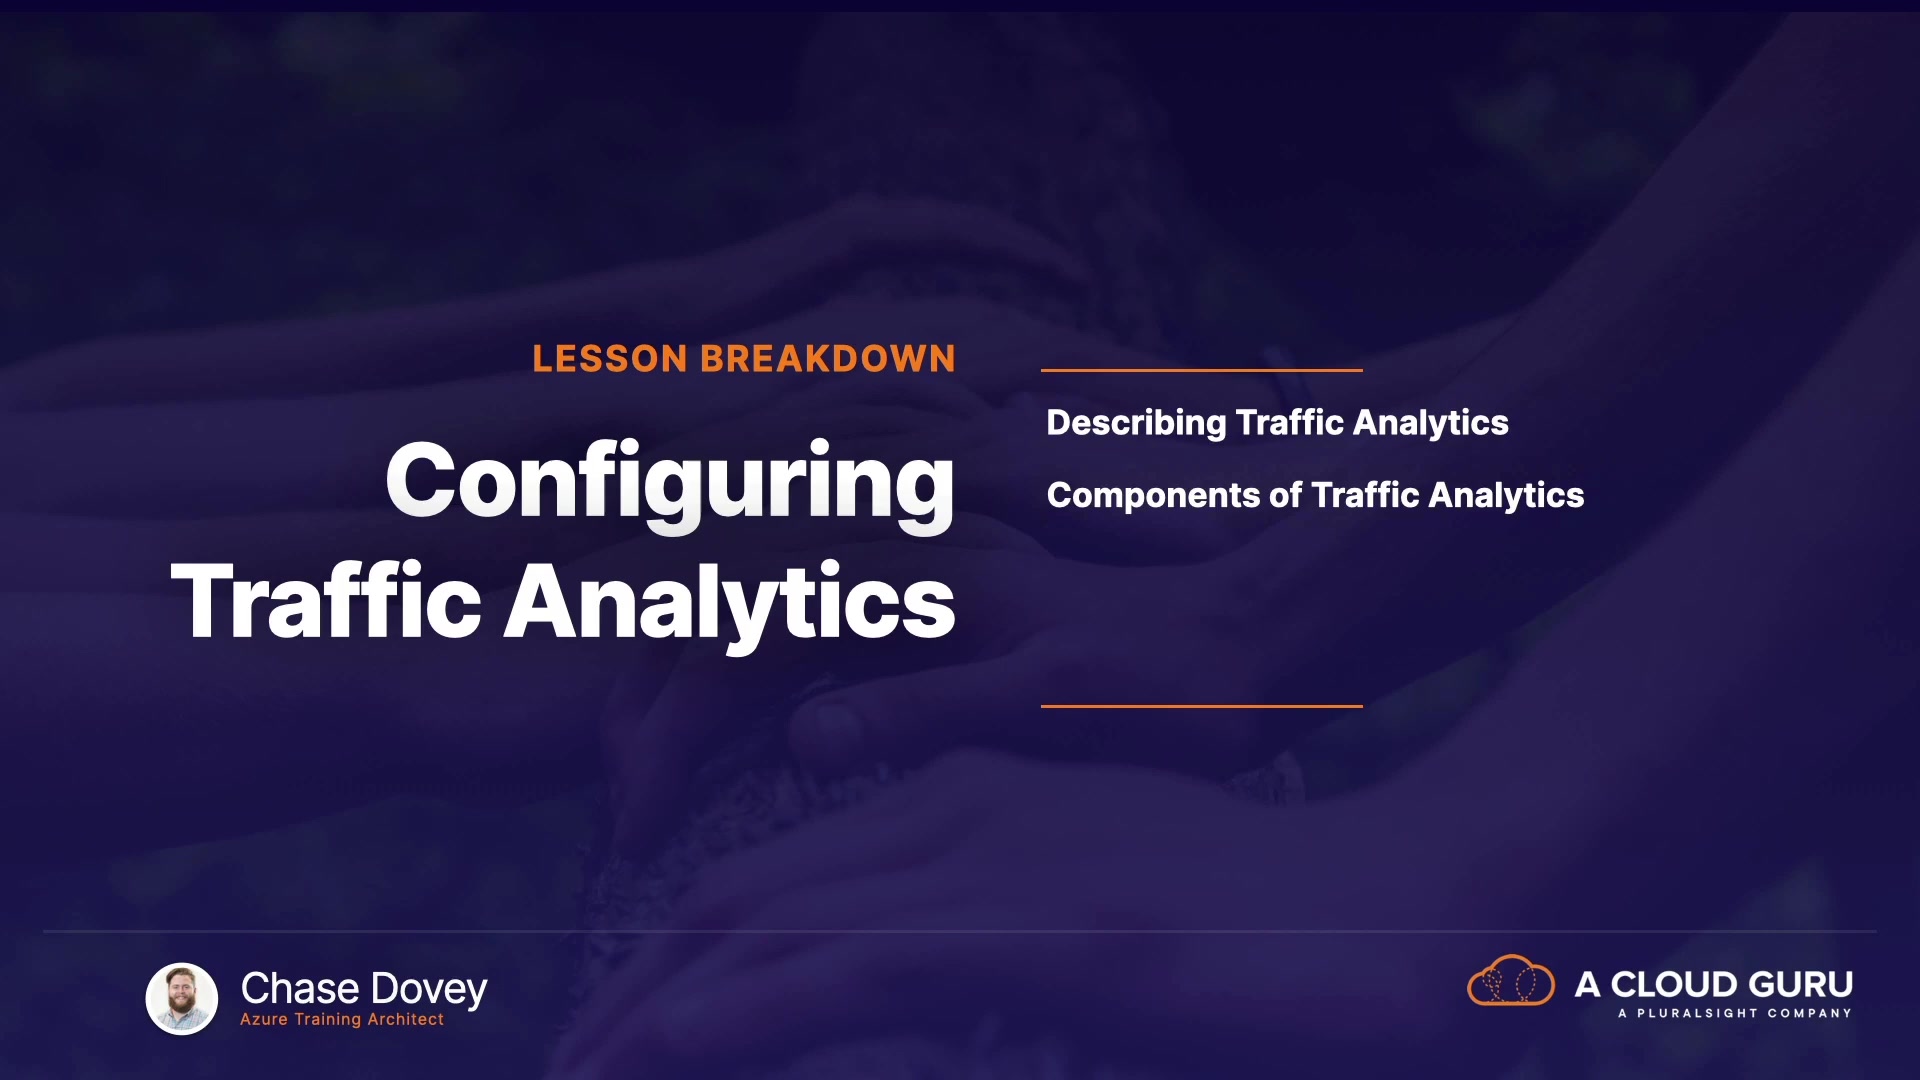 LESSON BREAKDOWN
Configuring
Traffic Analytics
Describing Traffic Analytics
Components of Traffic Analytics
Chase Dovey
Azure Training Architect
A CLOUD GURU
A PLURALSIGHT COMPANY